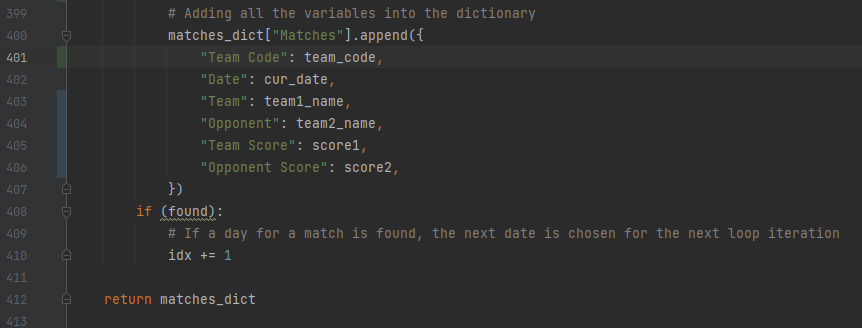 399 # Adding all the variables into the dictionary
400 matches_dict["Matches"].append({
401 "Team Code": team_code,
402 "Date": cur_date,
403 "Team": team1_name,
404 "Opponent": team2_name,
405 "Team Score": score1,
406 "Opponent Score": score2,
407 })
408 if (found):
409 # If a day for a match is found, the next date is chosen for the next loop iteration
410 idx += 1
411
412 return matches_dict
413